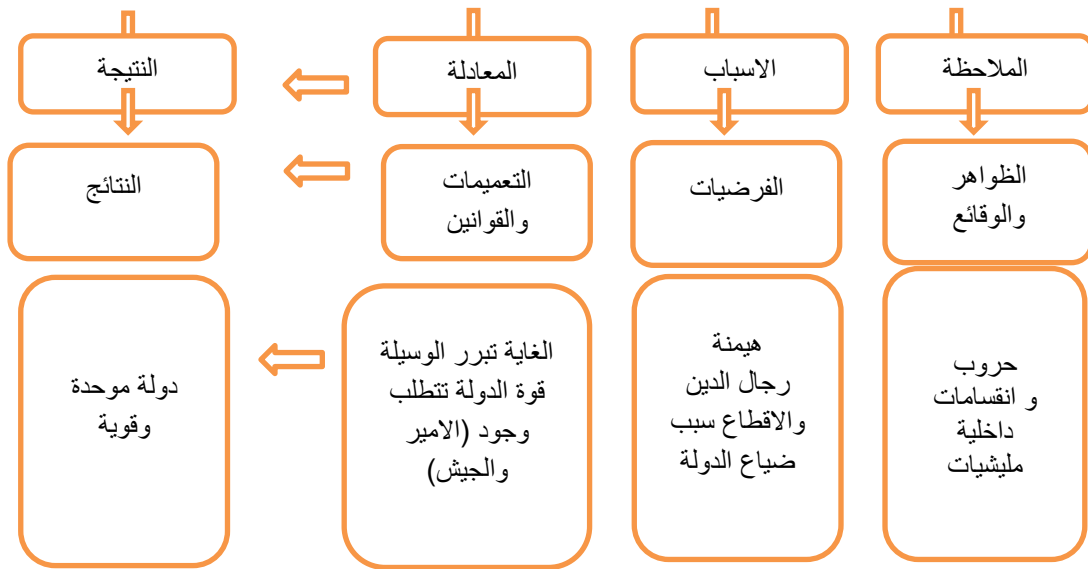 الملاحظة
الاسباب
المعادلة
النتيجة
الظواهر
والوقائع
الفرضيات
التعميمات
والقوانين
النتائج
حروب
و انقسامات
داخلية
مليشيات
هيمنة
رجال الدين
والاقطاع سبب
ضياع الدولة
الغاية تبرر الوسيلة
قوة الدولة تتطلب
وجود (الامير
والجيش)
دولة موحدة
وقوية